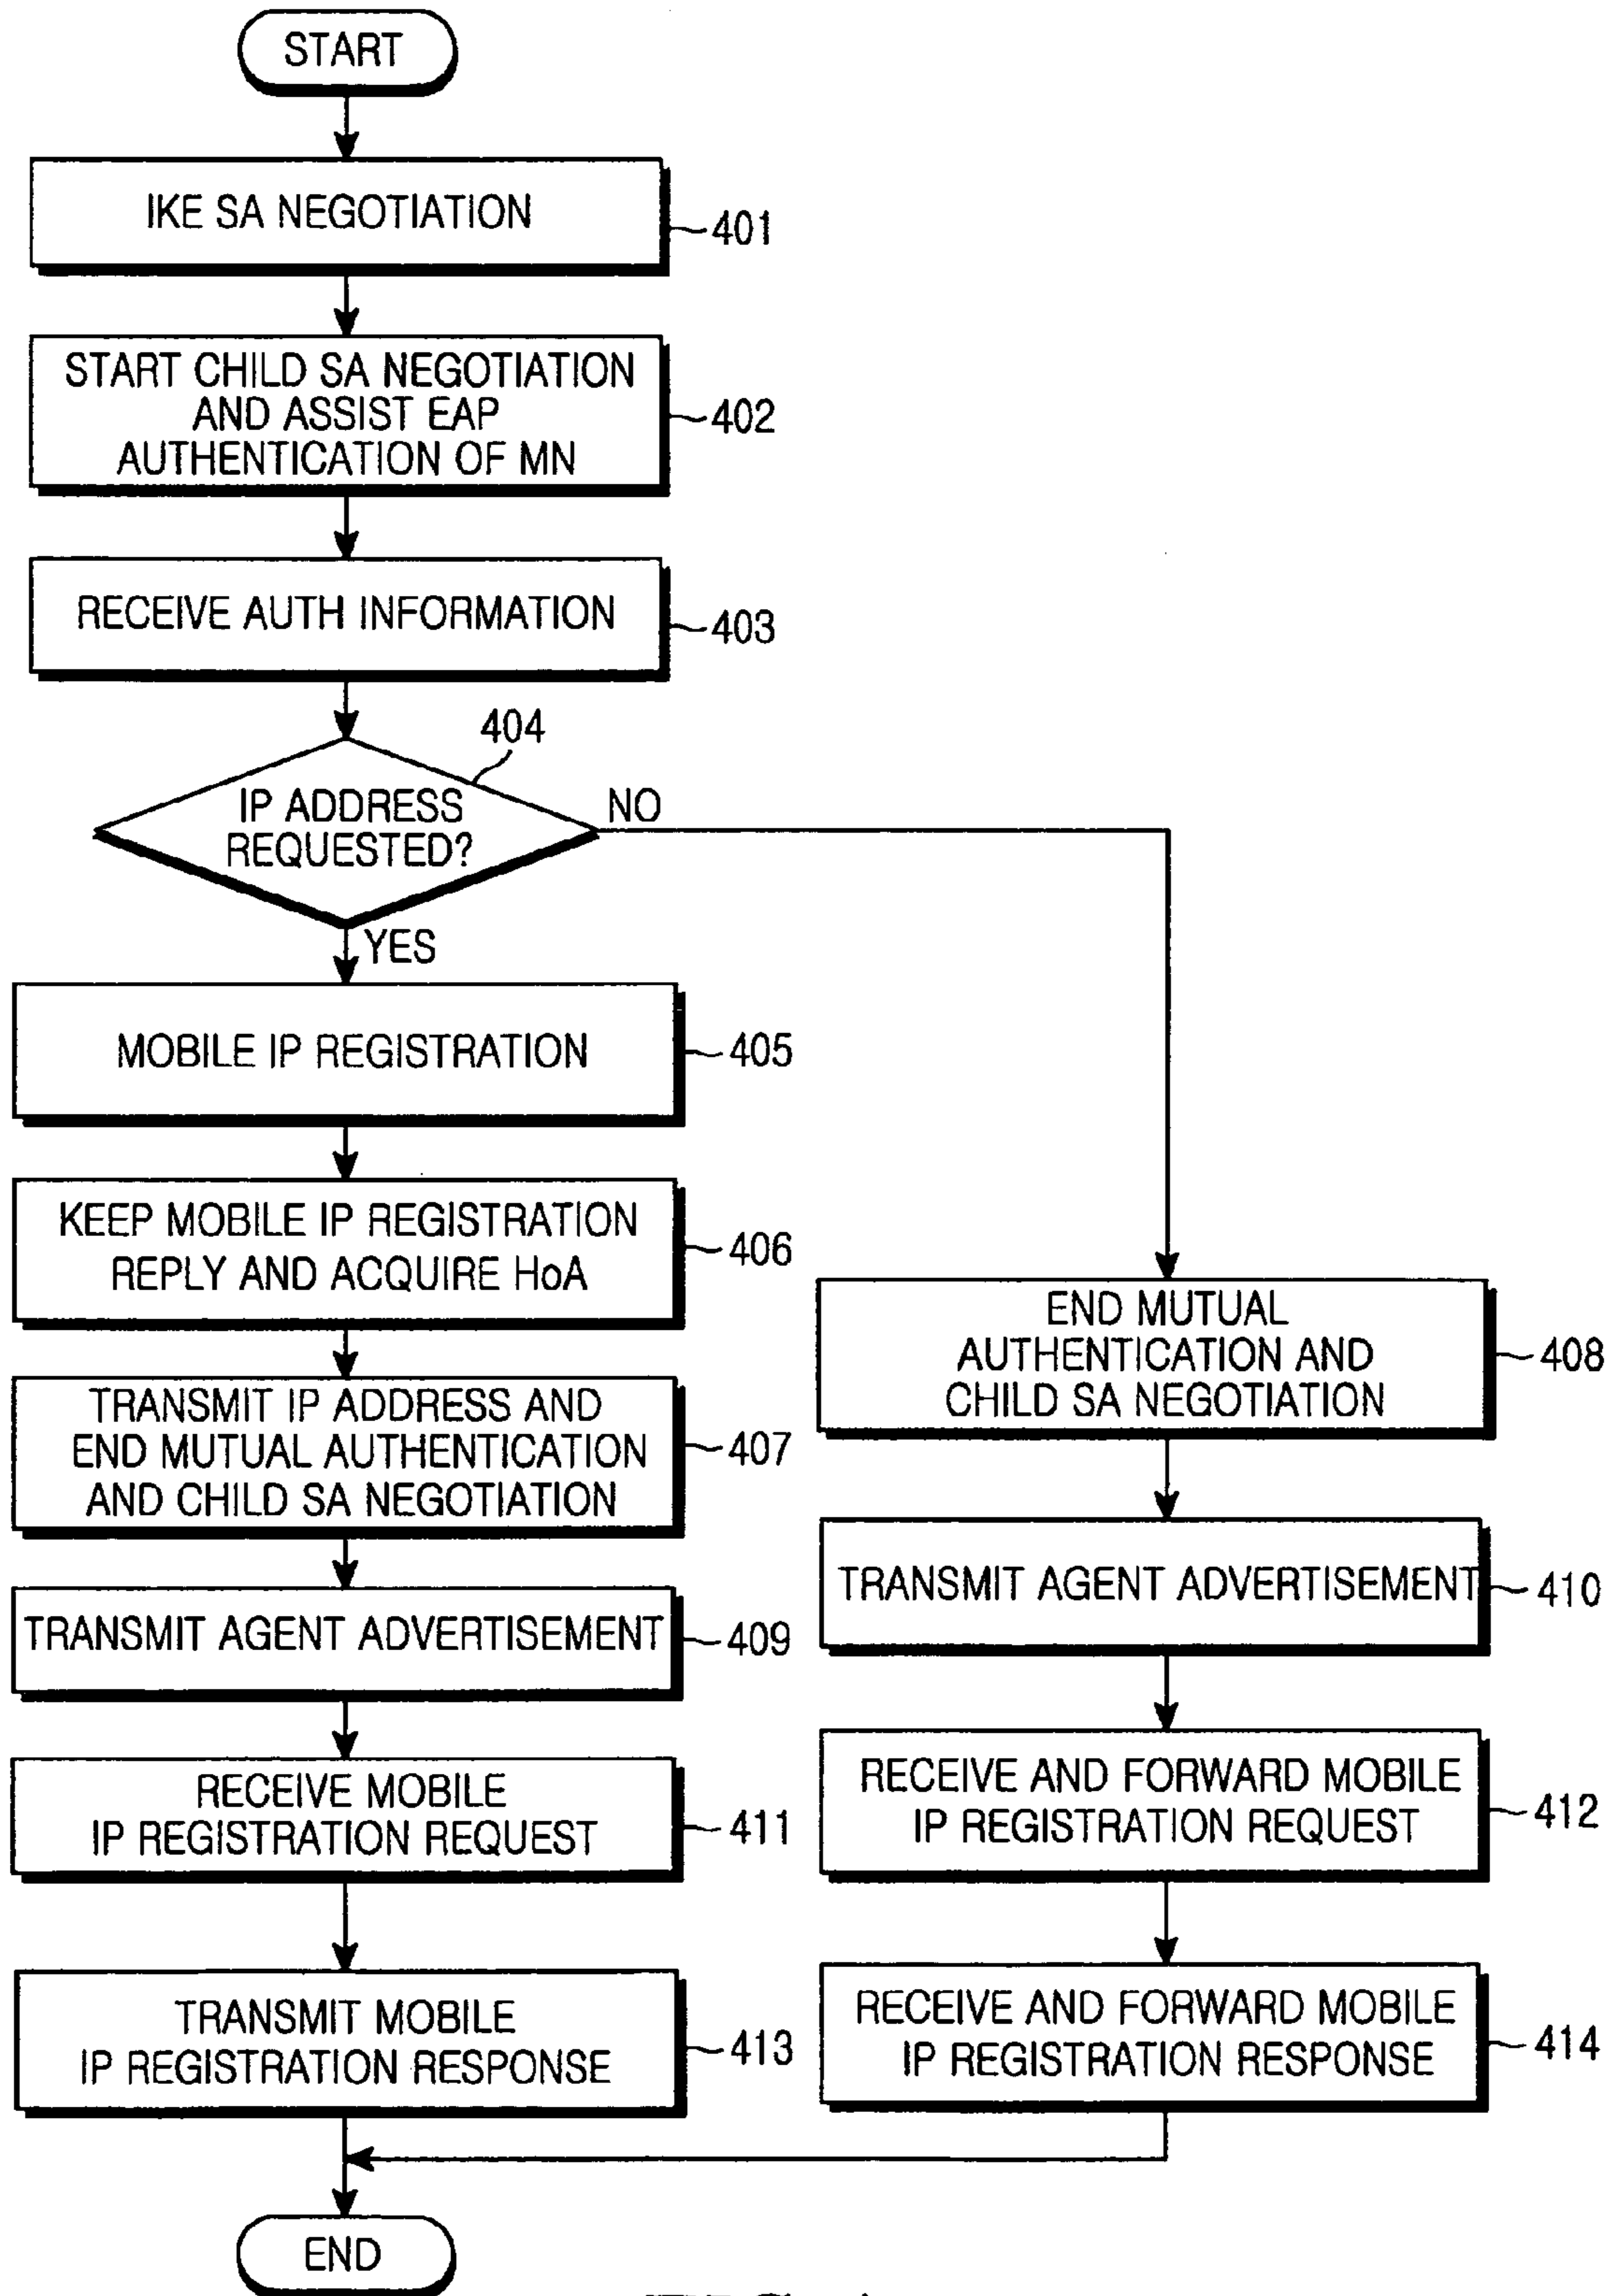 START
IKE SA NEGOTIATION
401
START CHILD SA NEGOTIATION
AND ASSIST EAP
AUTHENTICATION OF MN
402
RECEIVE AUTH INFORMATION
403
404
IP ADDRESS
REQUESTED?
NO
YES
MOBILE IP REGISTRATION
405
KEEP MOBILE IP REGISTRATION
REPLY AND ACQUIRE HoA
406
TRANSMIT IP ADDRESS AND
END MUTUAL AUTHENTICATION
AND CHILD SA NEGOTIATION
407
END MUTUAL
AUTHENTICATION AND
CHILD SA NEGOTIATION
408
TRANSMIT AGENT ADVERTISEMENT
409
TRANSMIT AGENT ADVERTISEMENT
410
RECEIVE MOBILE
IP REGISTRATION REQUEST
411
RECEIVE AND FORWARD MOBILE
IP REGISTRATION REQUEST
412
TRANSMIT MOBILE
IP REGISTRATION RESPONSE
413
RECEIVE AND FORWARD MOBILE
IP REGISTRATION RESPONSE
414
END